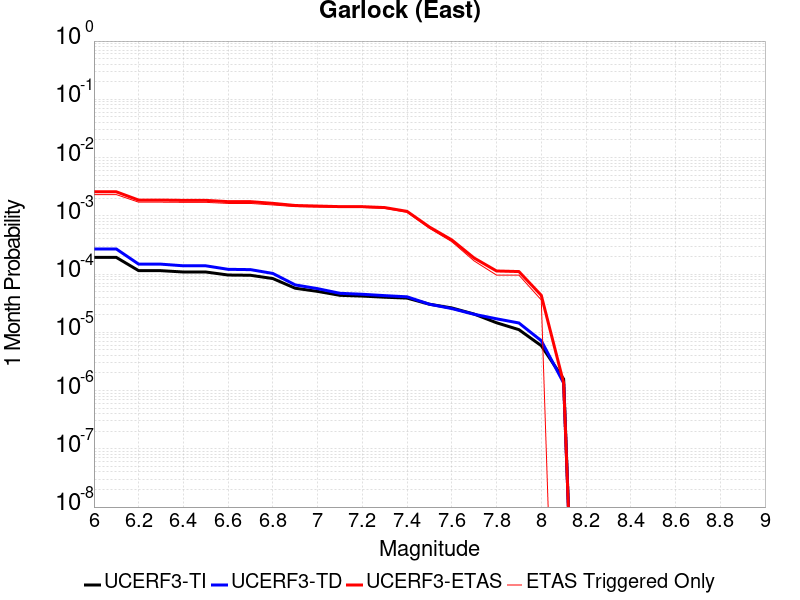 Garlock (East)
10^0
10^-1
10^-2
10^-3
10^-4
10^-5
10^-6
10^-7
10^-8
1 Month Probability
6 6.2 6.4 6.6 6.8 7 7.2 7.4 7.6 7.8 8 8.2 8.4 8.6 8.8 9
Magnitude
UCERF3-TI UCERF3-TD UCERF3-ETAS ETAS Triggered Only